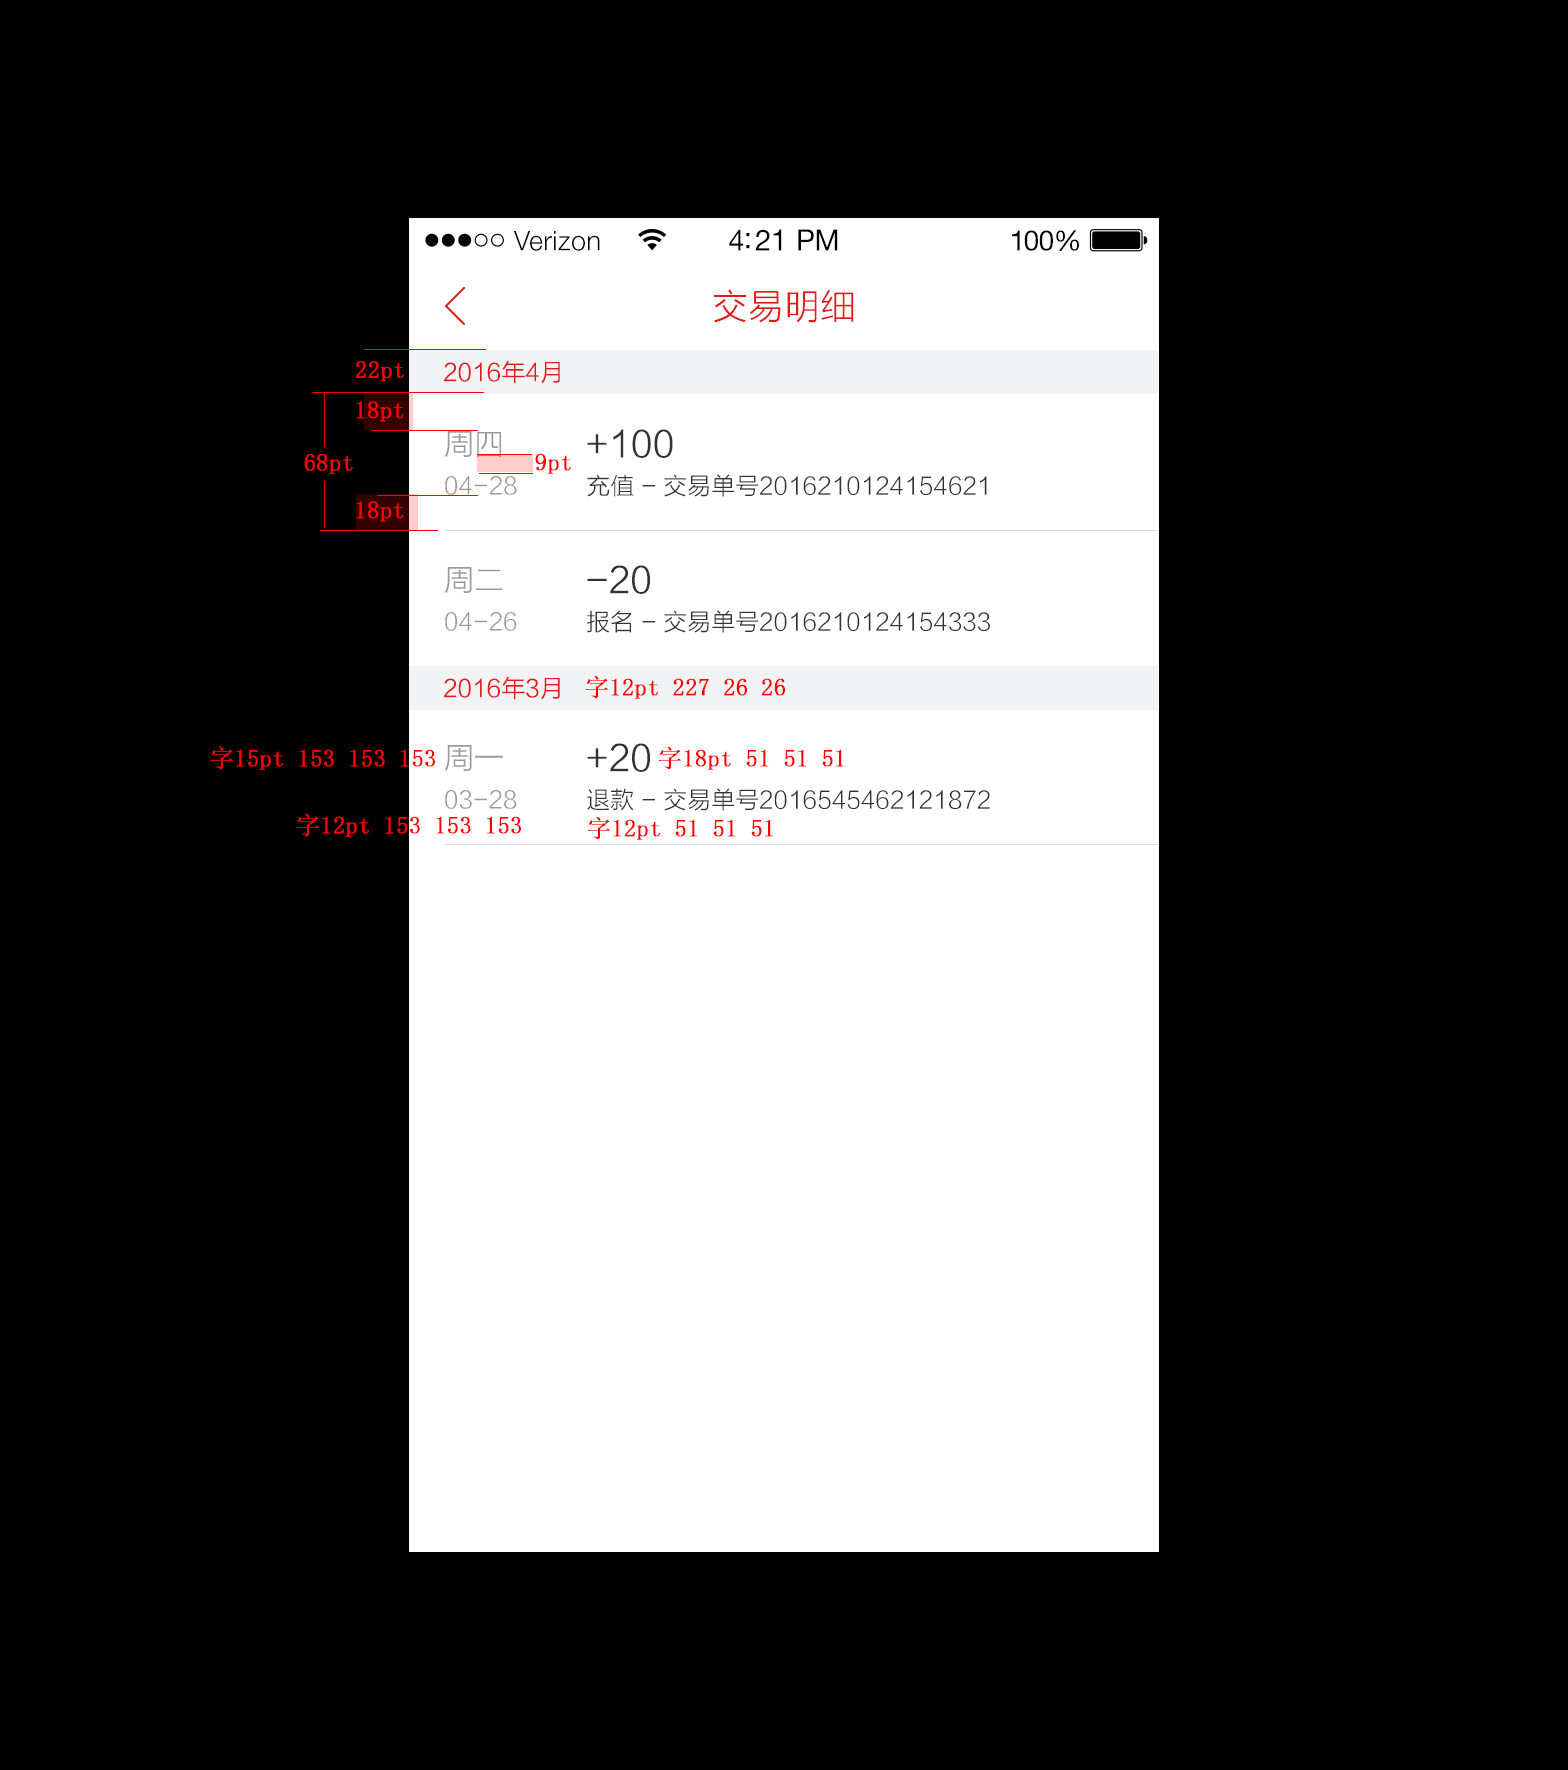 Verizon 4:21 PM 100%
交易明细
22pt 2016年4月
18pt
周四 +100
68pt 9pt
04-28 充值 - 交易单号2016210124154621
18pt
周二 -20
04-26 报名 - 交易单号2016210124154333
2016年3月 字12pt 227 26 26
字15pt 153 153 153 周一 +20 字18pt 51 51 51
03-28 退款 - 交易单号2016545462121872
字12pt 153 153 153 字12pt 51 51 51